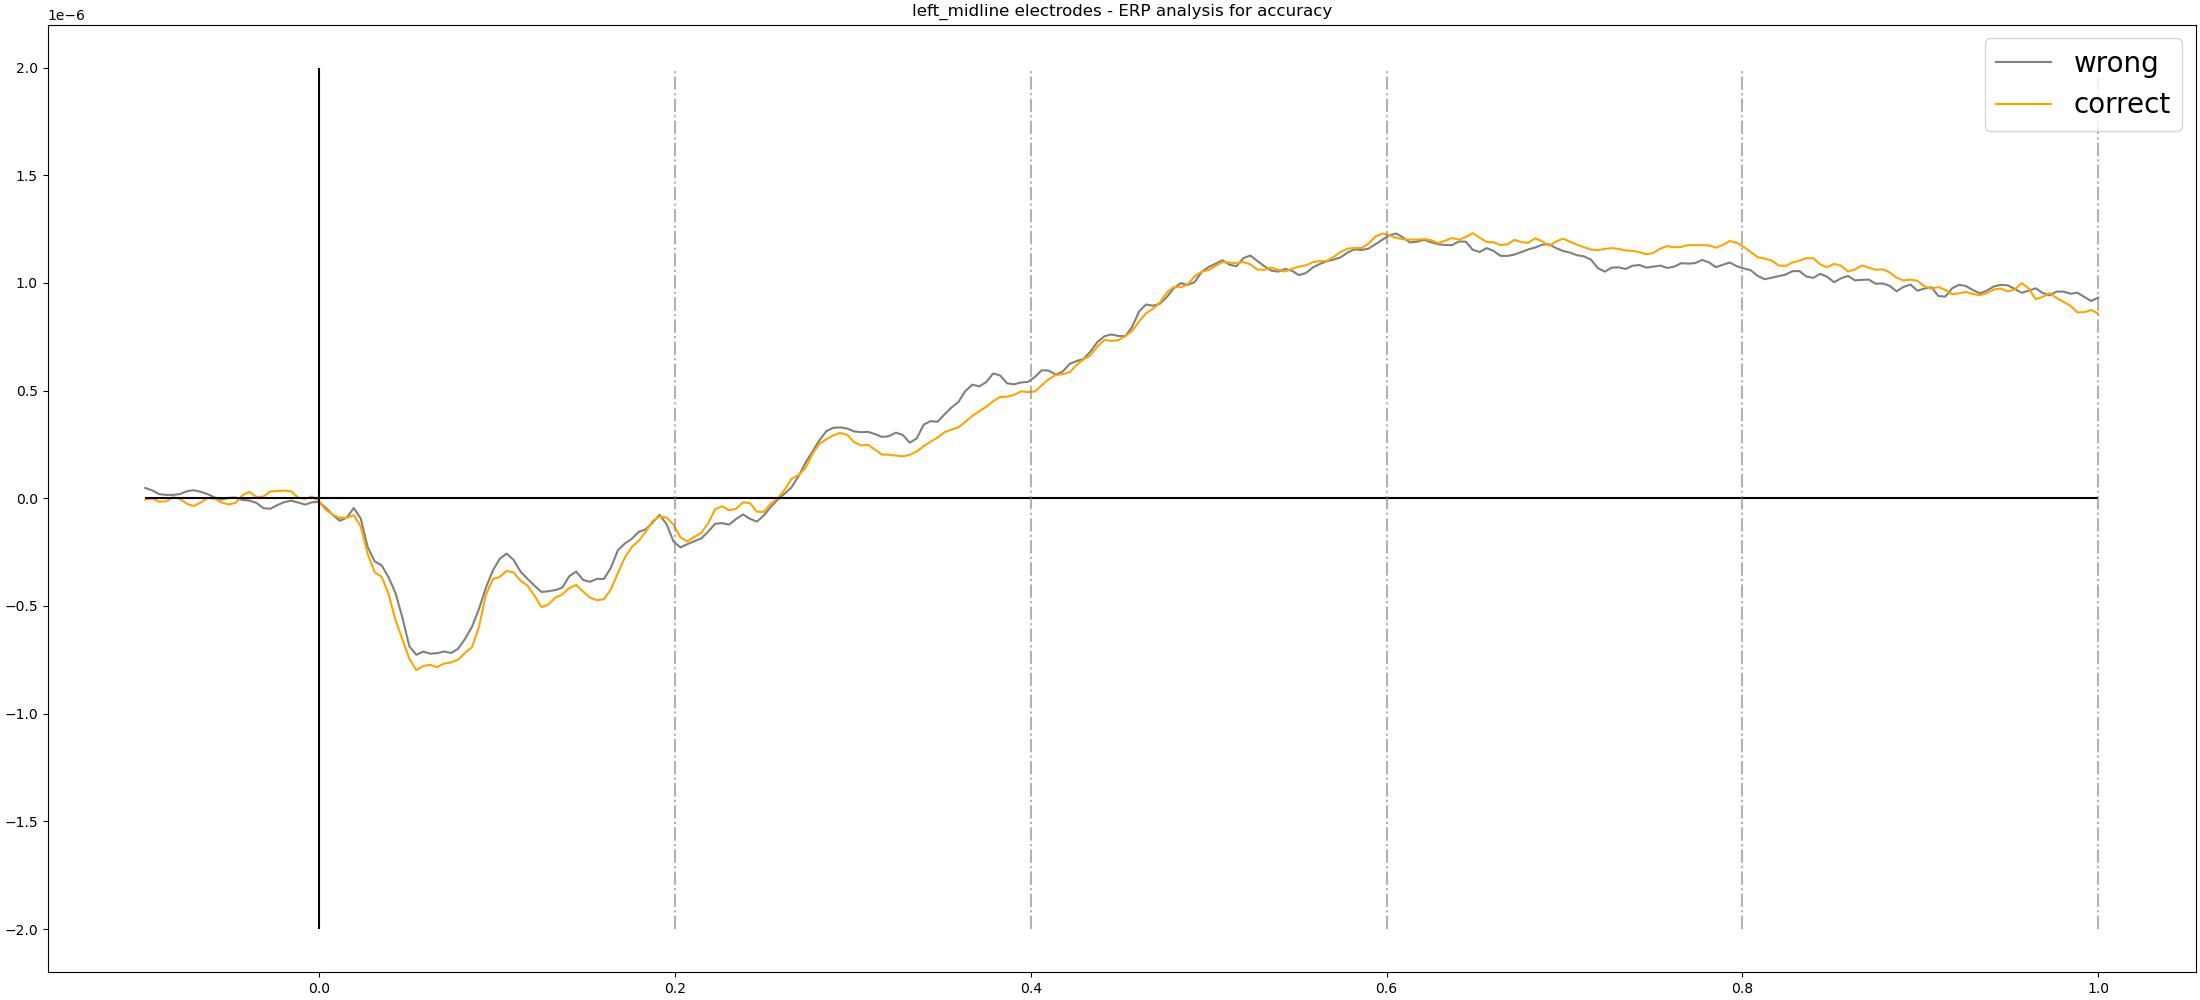 left_midline electrodes - ERP analysis for accuracy
1e−6
wrong
correct
2.0
1.5
1.0
0.5
0.0
−0.5
−1.0
−1.5
−2.0
0.0 0.2 0.4 0.6 0.8 1.0